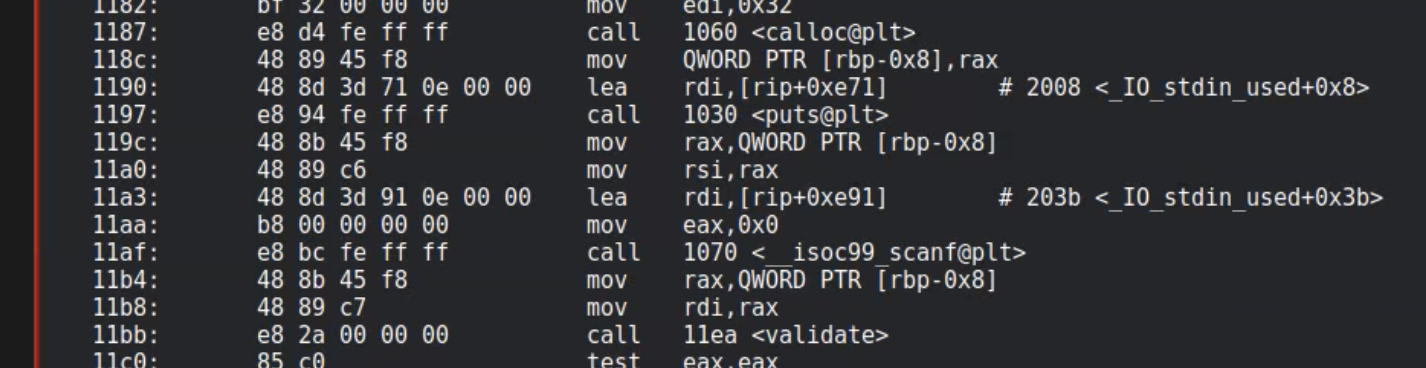 1182: bf 32 00 00 00 mov edi,0x32
1187: e8 d4 fe ff ff call 1060 <calloc@plt>
118c: 48 89 45 f8 mov QWORD PTR [rbp-0x8],rax
1190: 48 8d 3d 71 0e 00 00 lea rdi,[rip+0xe71] # 2008 <_IO_stdin_used+0x8>
1197: e8 94 fe ff ff call 1030 <puts@plt>
119c: 48 8b 45 f8 mov rax,QWORD PTR [rbp-0x8]
11a0: 48 89 c6 mov rsi,rax
11a3: 48 8d 3d 91 0e 00 00 lea rdi,[rip+0xe91] # 203b <_IO_stdin_used+0x3b>
11aa: b8 00 00 00 00 mov eax,0x0
11af: e8 bc fe ff ff call 1070 <__isoc99_scanf@plt>
11b4: 48 8b 45 f8 mov rax,QWORD PTR [rbp-0x8]
11b8: 48 89 c7 mov rdi,rax
11bb: e8 2a 00 00 00 call 11ea <validate>
11c0: 85 c0 test eax,eax